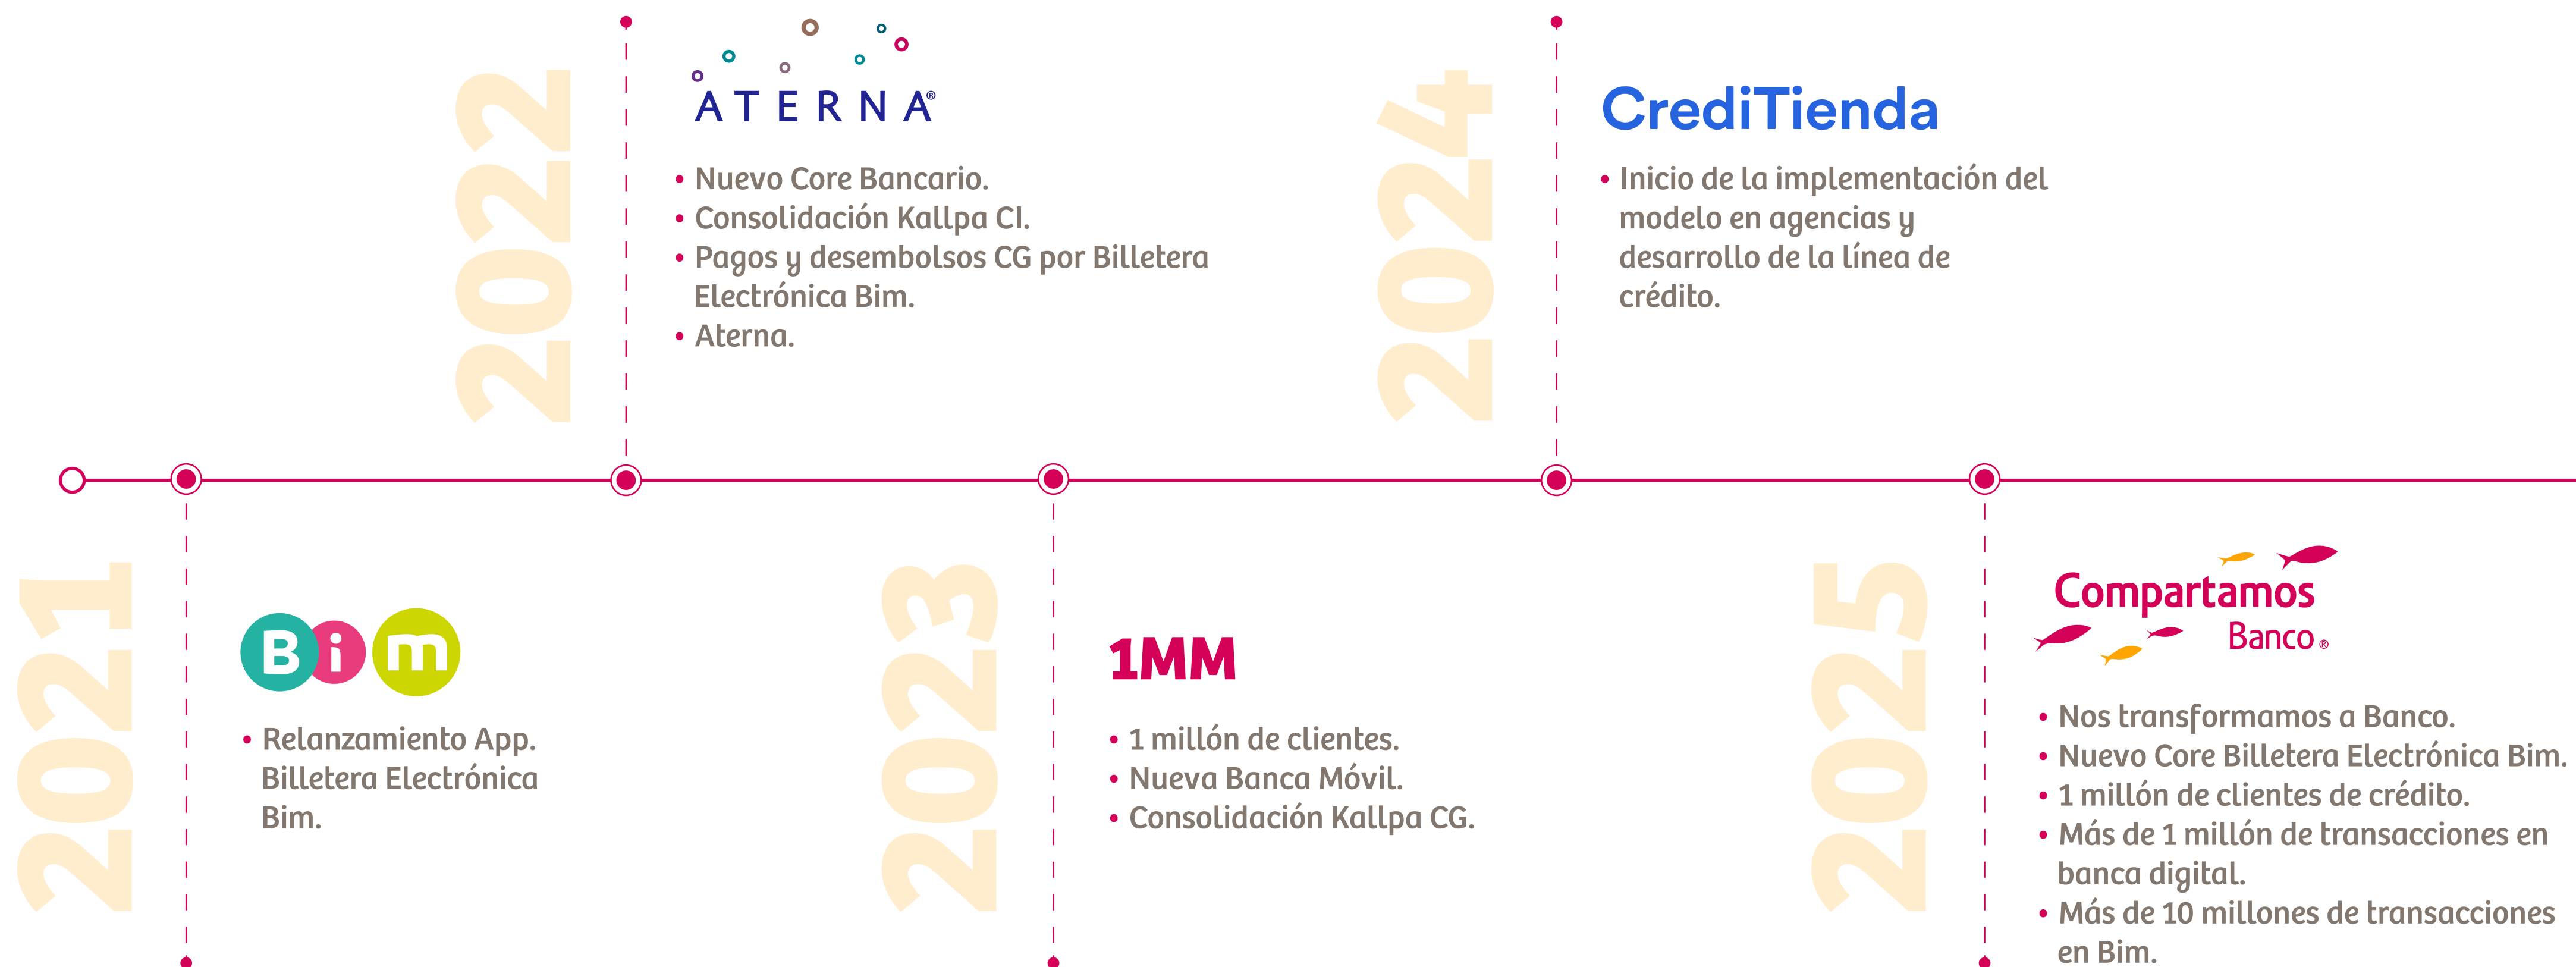 2021
Bim
• Relanzamiento App.
Billetera Electrónica
Bim.
2022
ATERNA®
• Nuevo Core Bancario.
• Consolidación Kallpa CI.
• Pagos y desembolsos CG por Billetera
Electrónica Bim.
• Aterna.
2023
1MM
• 1 millón de clientes.
• Nueva Banca Móvil.
• Consolidación Kallpa CG.
2024
CrediTienda
• Inicio de la implementación del
modelo en agencias y
desarrollo de la línea de
crédito.
2025
Compartamos
Banco®
• Nos transformamos a Banco.
• Nuevo Core Billetera Electrónica Bim.
• 1 millón de clientes de crédito.
• Más de 1 millón de transacciones en
banca digital.
• Más de 10 millones de transacciones
en Bim.